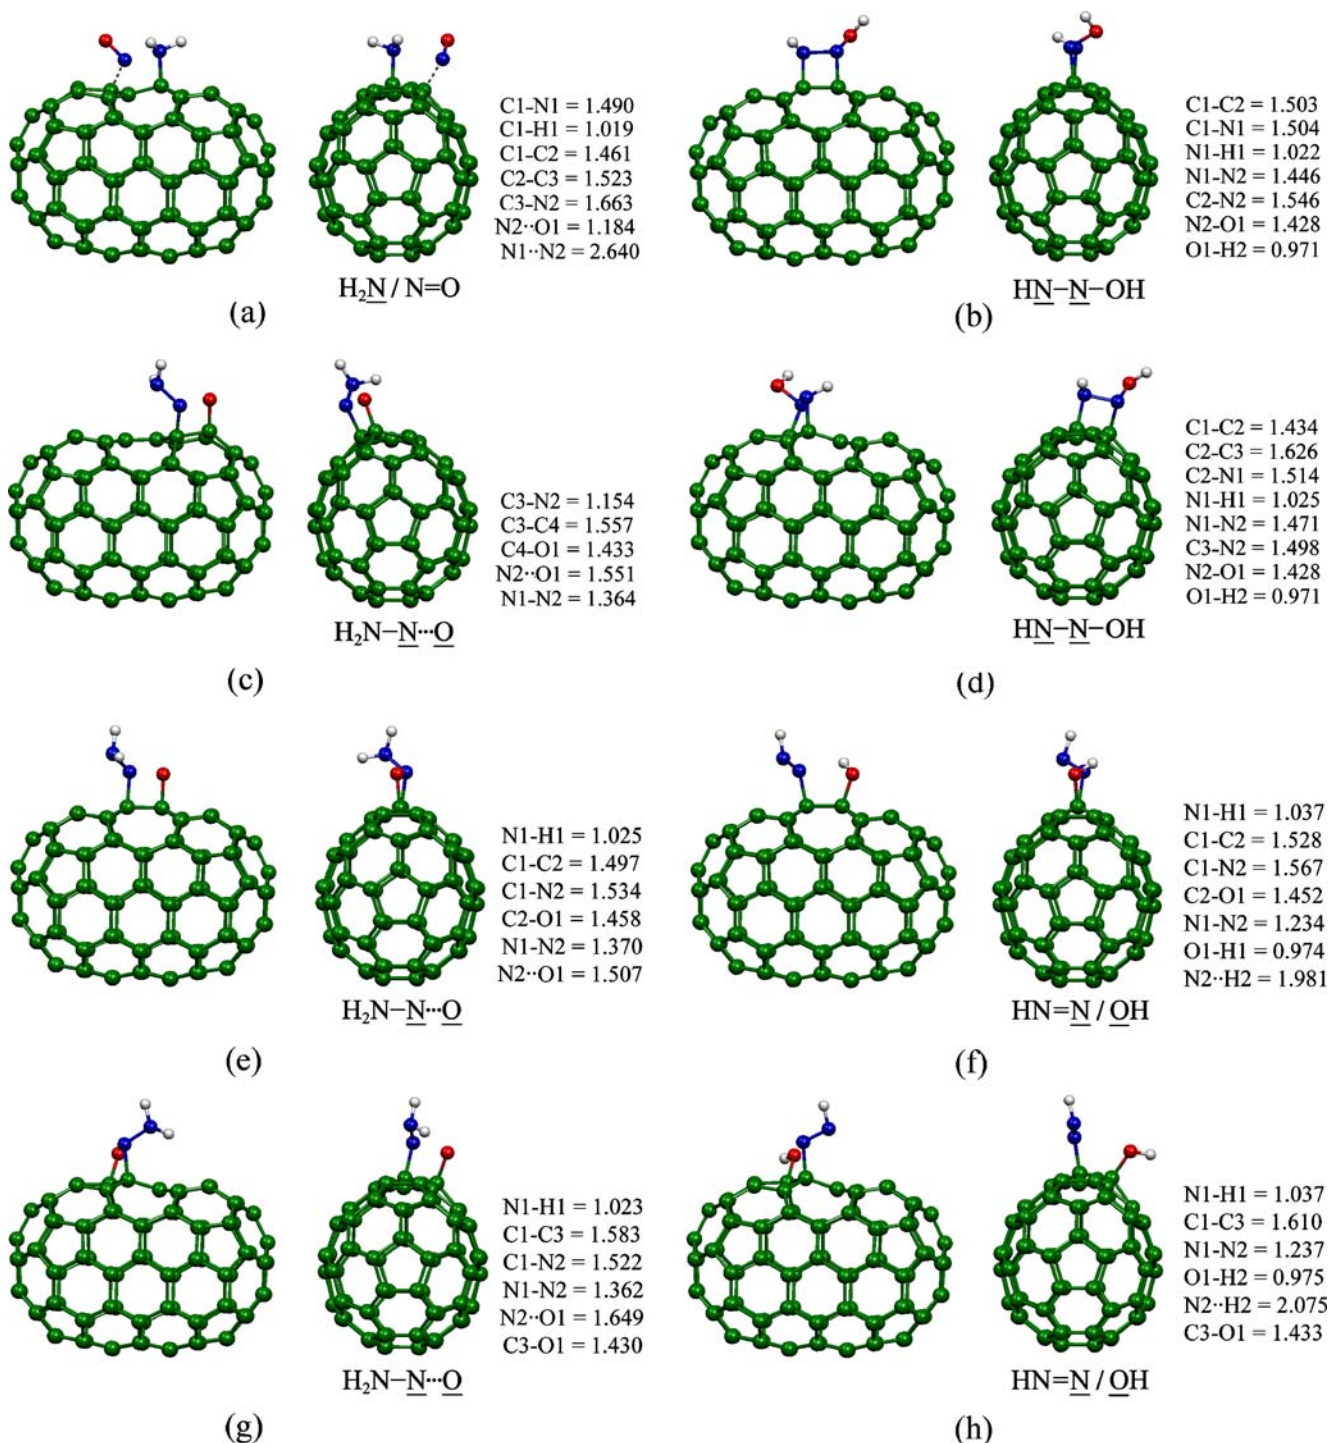 C1-N1 = 1.490
C1-H1 = 1.019
C1-C2 = 1.461
C2-C3 = 1.523
C3-N2 = 1.663
N2··O1 = 1.184
N1··N2 = 2.640
H₂N / N=O
(a)
C1-C2 = 1.503
C1-N1 = 1.504
N1-H1 = 1.022
N1-N2 = 1.446
C2-N2 = 1.546
N2-O1 = 1.428
O1-H2 = 0.971
HN–N–OH
(b)
C3-N2 = 1.154
C3-C4 = 1.557
C4-O1 = 1.433
N2··O1 = 1.551
N1-N2 = 1.364
H₂N–N···O
(c)
C1-C2 = 1.434
C2-C3 = 1.626
C2-N1 = 1.514
N1-H1 = 1.025
N1-N2 = 1.471
C3-N2 = 1.498
N2-O1 = 1.428
O1-H2 = 0.971
HN–N–OH
(d)
N1-H1 = 1.025
C1-C2 = 1.497
C1-N2 = 1.534
C2-O1 = 1.458
N1-N2 = 1.370
N2··O1 = 1.507
H₂N–N···O
(e)
N1-H1 = 1.037
C1-C2 = 1.528
C1-N2 = 1.567
C2-O1 = 1.452
N1-N2 = 1.234
O1-H1 = 0.974
N2··H2 = 1.981
HN=N / OH
(f)
N1-H1 = 1.023
C1-C3 = 1.583
C1-N2 = 1.522
N1-N2 = 1.362
N2··O1 = 1.649
C3-O1 = 1.430
H₂N–N···O
(g)
N1-H1 = 1.037
C1-C3 = 1.610
N1-N2 = 1.237
O1-H2 = 0.975
N2··H2 = 2.075
C3-O1 = 1.433
HN=N / OH
(h)